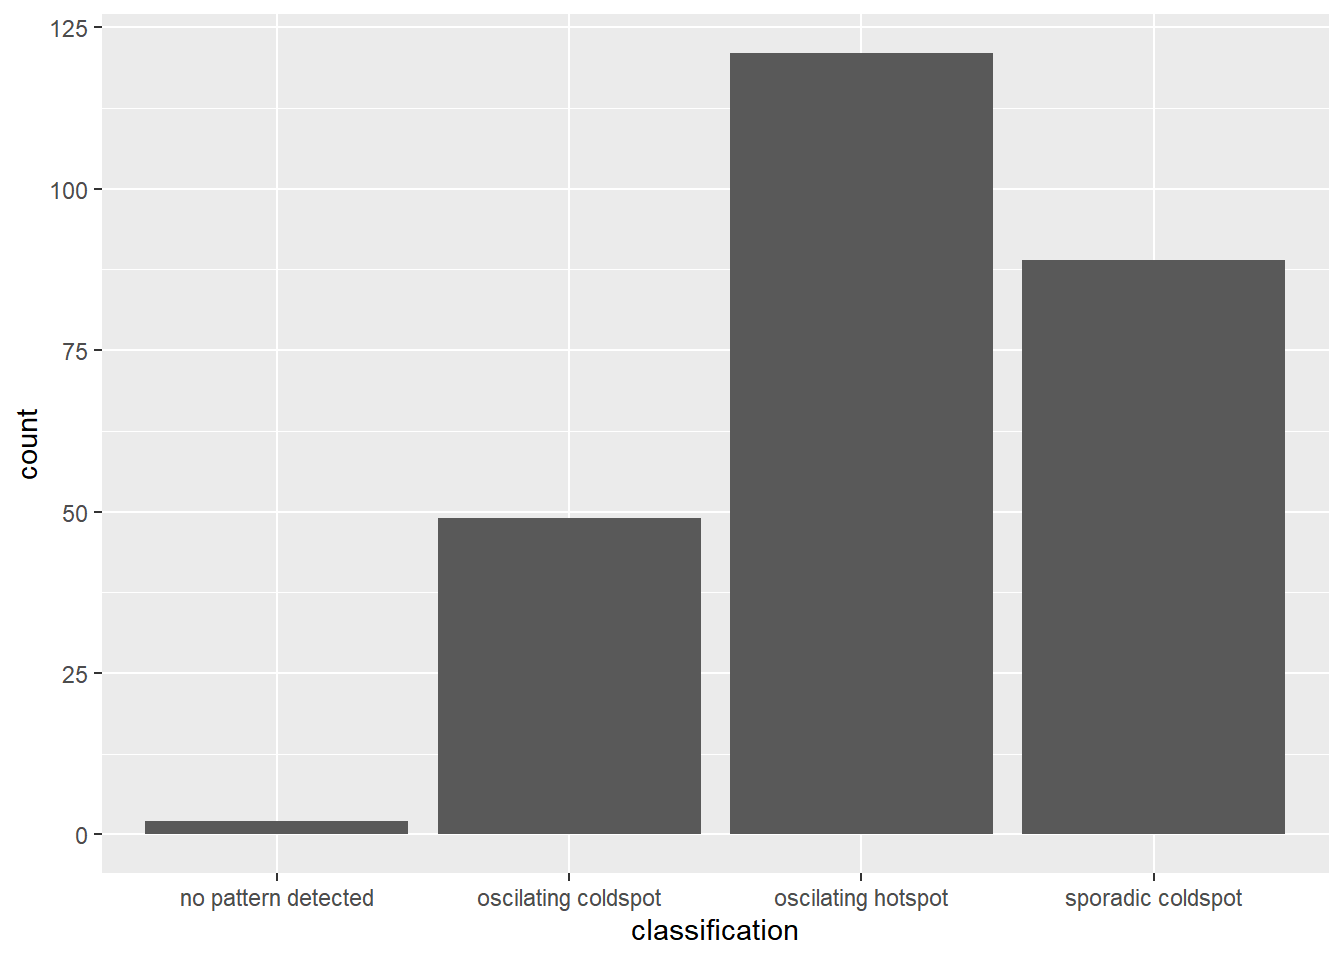 125
100
75
50
25
0
count
no pattern detected oscilating coldspot oscilating hotspot sporadic coldspot
classification